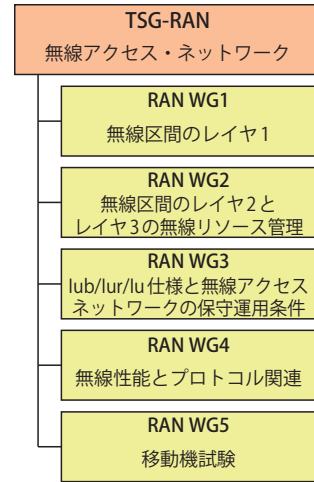 TSG-RAN
無線アクセス・ネットワーク
RAN WG1
無線区間のレイヤ1
RAN WG2
無線区間のレイヤ2と
レイヤ3の無線リソース管理
RAN WG3
Iub/Iur/Iu仕様と無線アクセス
ネットワークの保守運用条件
RAN WG4
無線性能とプロトコル関連
RAN WG5
移動機試験